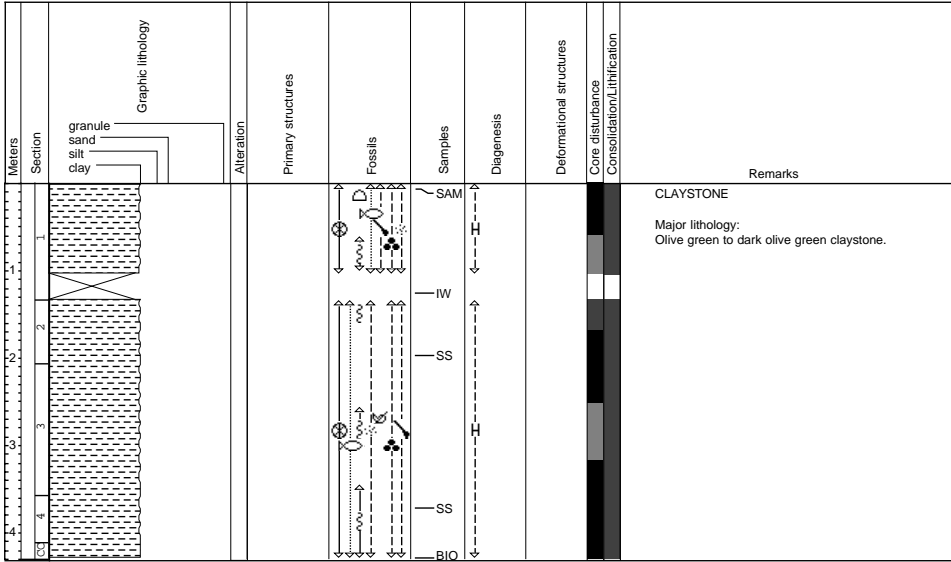 Meters
Section
Graphic lithology
granule
sand
silt
clay
Alteration
Primary structures
Fossils
Samples
Diagenesis
Deformational structures
Core disturbance
Consolidation/Lithification
Remarks
1
2
3
4
CC
1
2
3
4
SAM
IW
SS
SS
BIO
H
H
CLAYSTONE
Major lithology:
Olive green to dark olive green claystone.